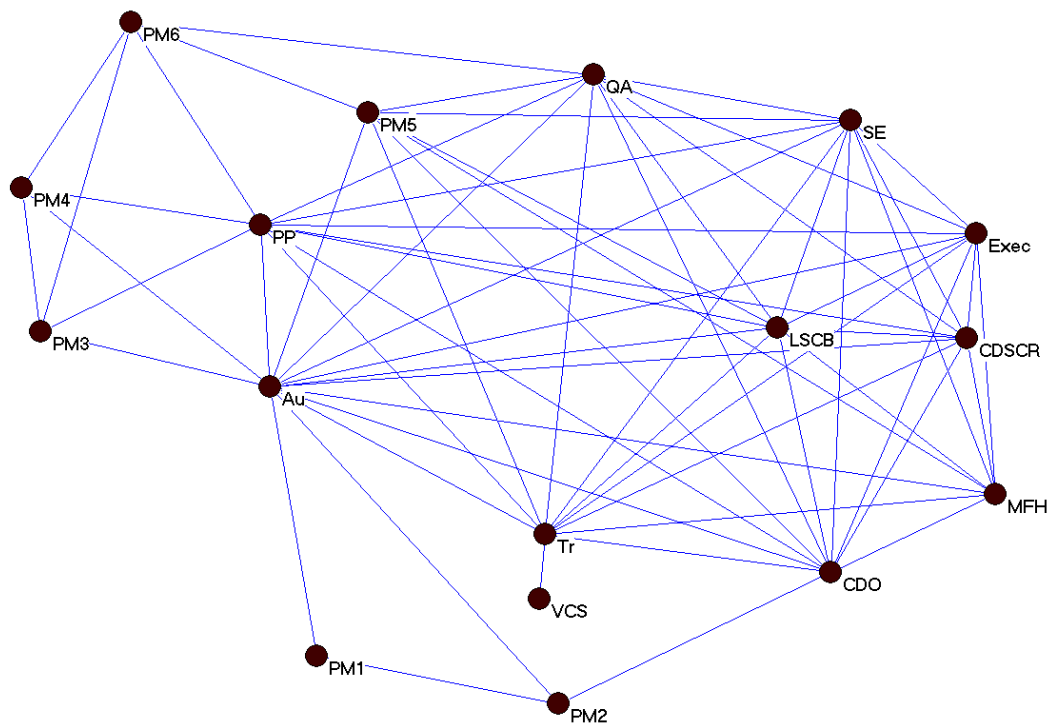 PM6
QA
PM5
SE
PM4
PP
Exec
PM3
LSCB
CDSCR
Au
MFH
Tr
CDO
VCS
PM1
PM2